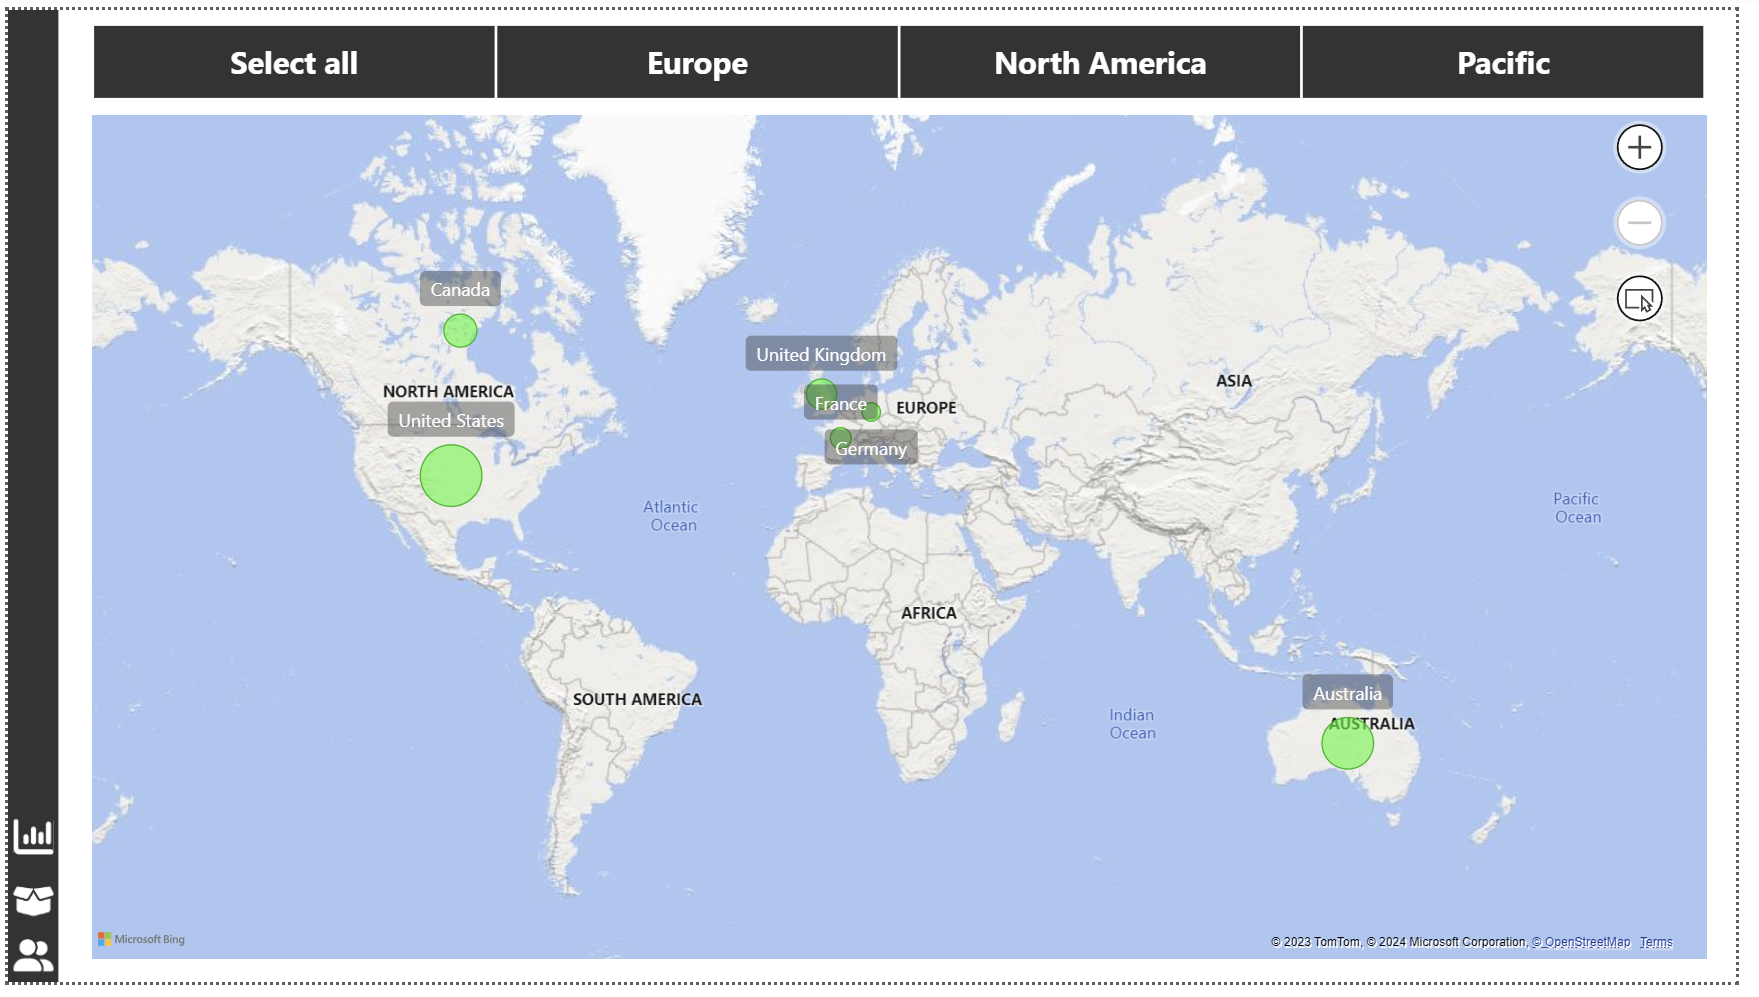 Select all
Europe
North America
Pacific
Canada
United Kingdom
ASIA
NORTH AMERICA
France
EUROPE
United States
Germany
Atlantic
Ocean
Pacific
Ocean
AFRICA
SOUTH AMERICA
Australia
Indian
Ocean
AUSTRALIA
Microsoft Bing
© 2023 TomTom, © 2024 Microsoft Corporation, © OpenStreetMap Terms